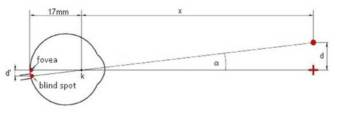 17mm
x
fovea
d
d'
α
k
blind spot